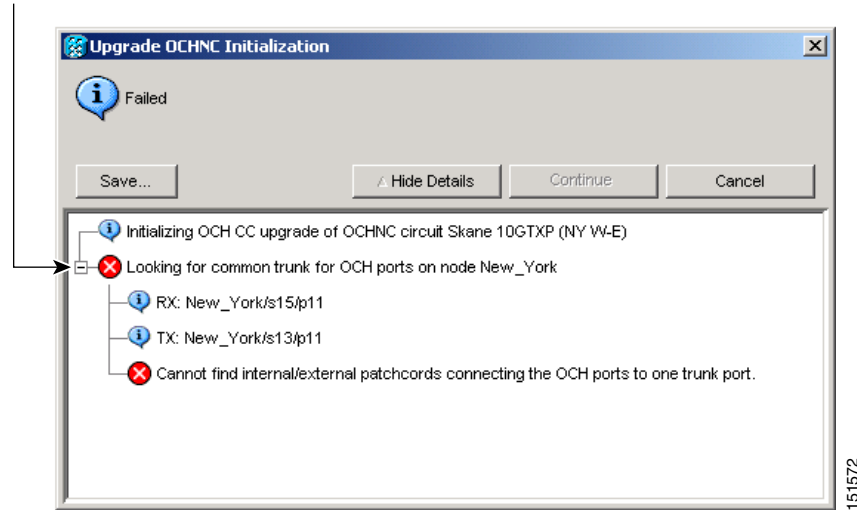 Upgrade OCHNC Initialization
Failed
Save...
Hide Details
Continue
Cancel
Initializing OCH CC upgrade of OCHNC circuit Skane 10GTXP (NY W-E)
Looking for common trunk for OCH ports on node New_York
RX: New_York/s15/p11
TX: New_York/s13/p11
Cannot find internal/external patchcords connecting the OCH ports to one trunk port.
151572